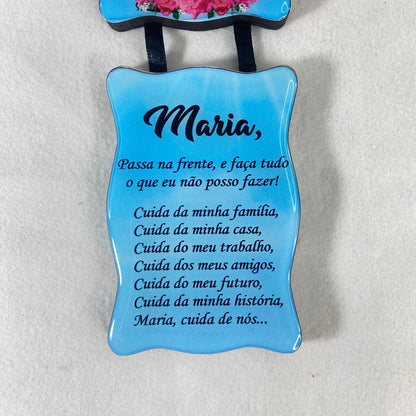 Maria,
Passa na frente, e faça tudo
o que eu não posso fazer!
Cuida da minha família,
Cuida da minha casa,
Cuida do meu trabalho,
Cuida dos meus amigos,
Cuida do meu futuro,
Cuida da minha história,
Maria, cuida de nós...